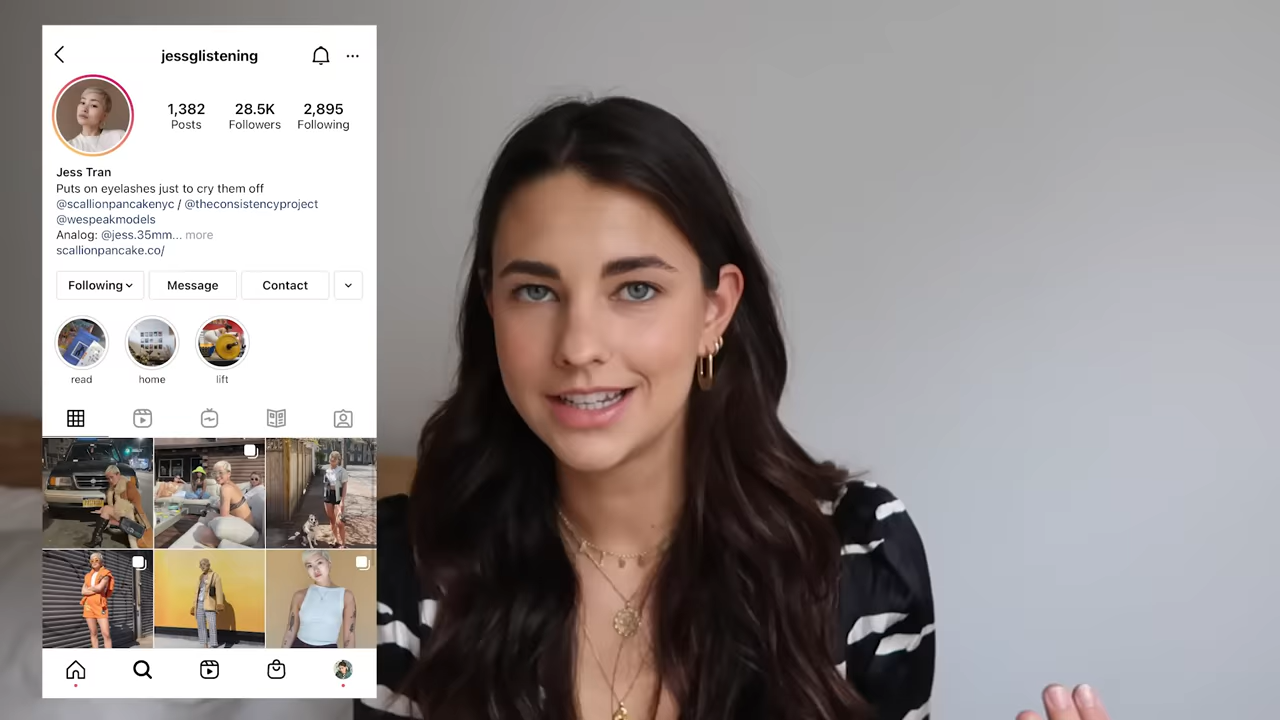 jessglistening
1,382 28.5K 2,895
Posts Followers Following
Jess Tran
Puts on eyelashes just to cry them off
@scallionpancakenyc / @theconsistencyproject
@wespeakmodels
Analog: @jess.35mm... more
scallionpancake.co/
Following Message Contact
read home lift